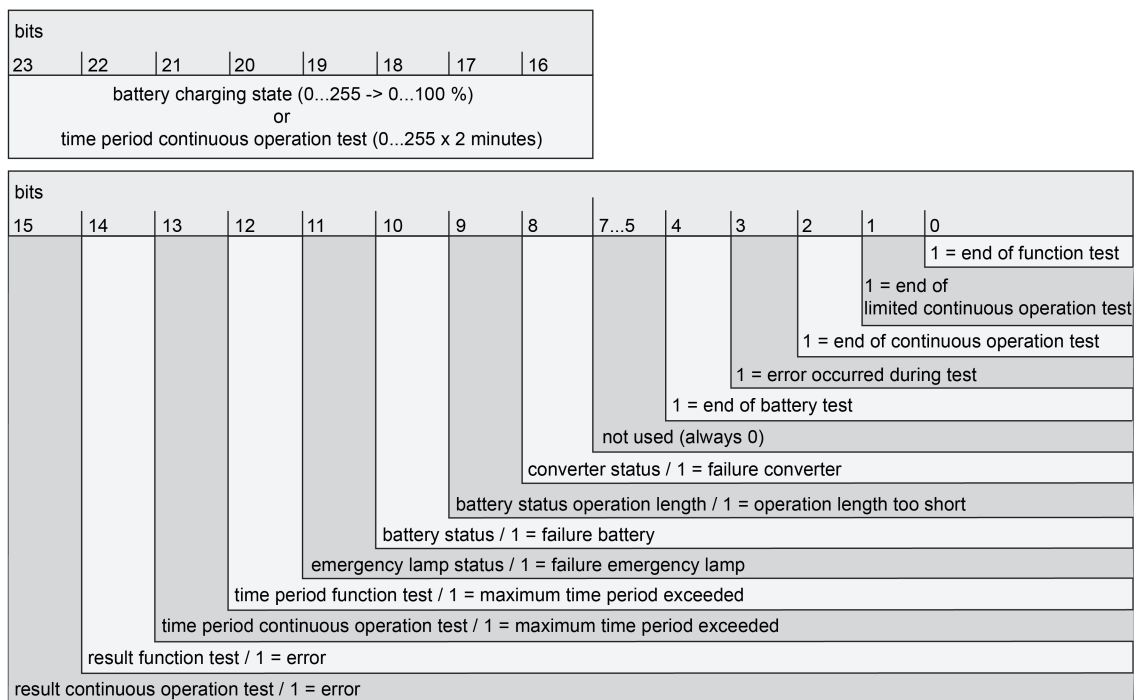 bits
23 22 21 20 19 18 17 16
battery charging state (0...255 -> 0...100 %)
or
time period continuous operation test (0...255 x 2 minutes)
bits
15 14 13 12 11 10 9 8 7...5 4 3 2 1 0
1 = end of function test
1 = end of
limited continuous operation test
1 = end of continuous operation test
1 = error occurred during test
1 = end of battery test
not used (always 0)
converter status / 1 = failure converter
battery status operation length / 1 = operation length too short
battery status / 1 = failure battery
emergency lamp status / 1 = failure emergency lamp
time period function test / 1 = maximum time period exceeded
time period continuous operation test / 1 = maximum time period exceeded
result function test / 1 = error
result continuous operation test / 1 = error